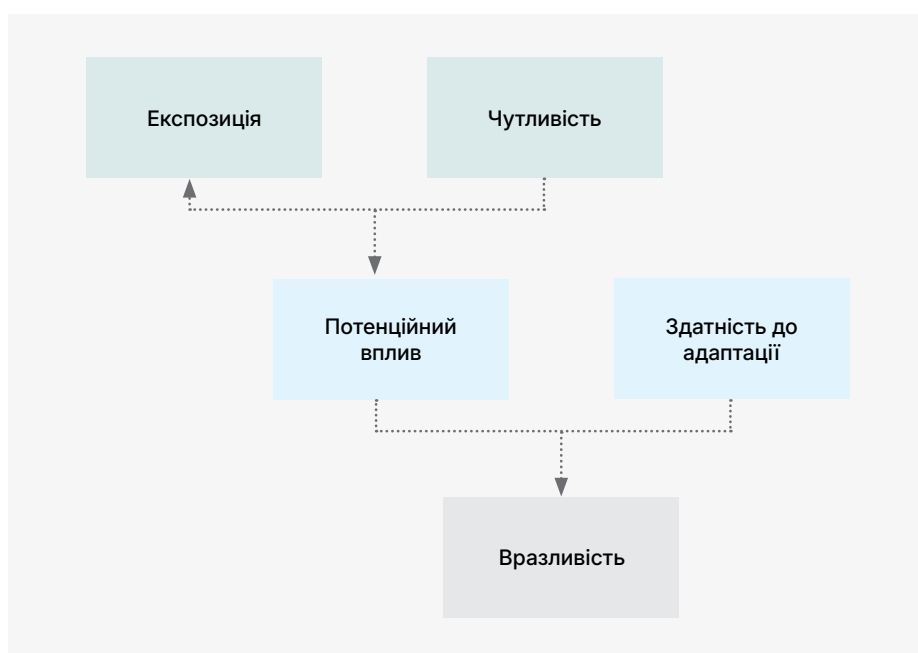 Експозиція
Чутливість
Потенційний
вплив
Здатність до
адаптації
Вразливість